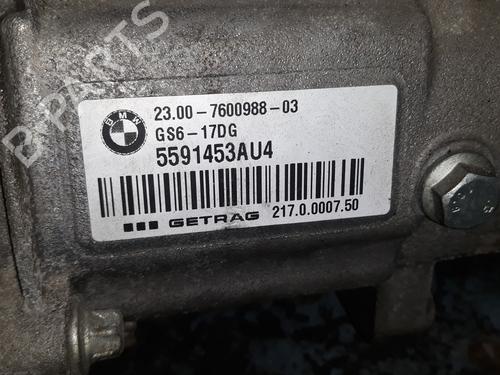 B-PARTS
BMW
23.00-7600988-03
GS6-17DG
5591453AU4
GETRAG 217.0.0007.50